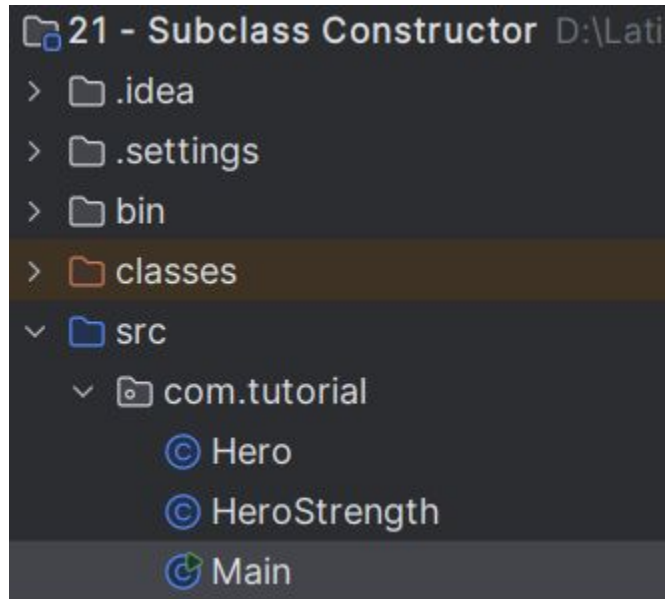 21 - Subclass Constructor D:\Lati
.idea
.settings
bin
classes
src
com.tutorial
Hero
HeroStrength
Main